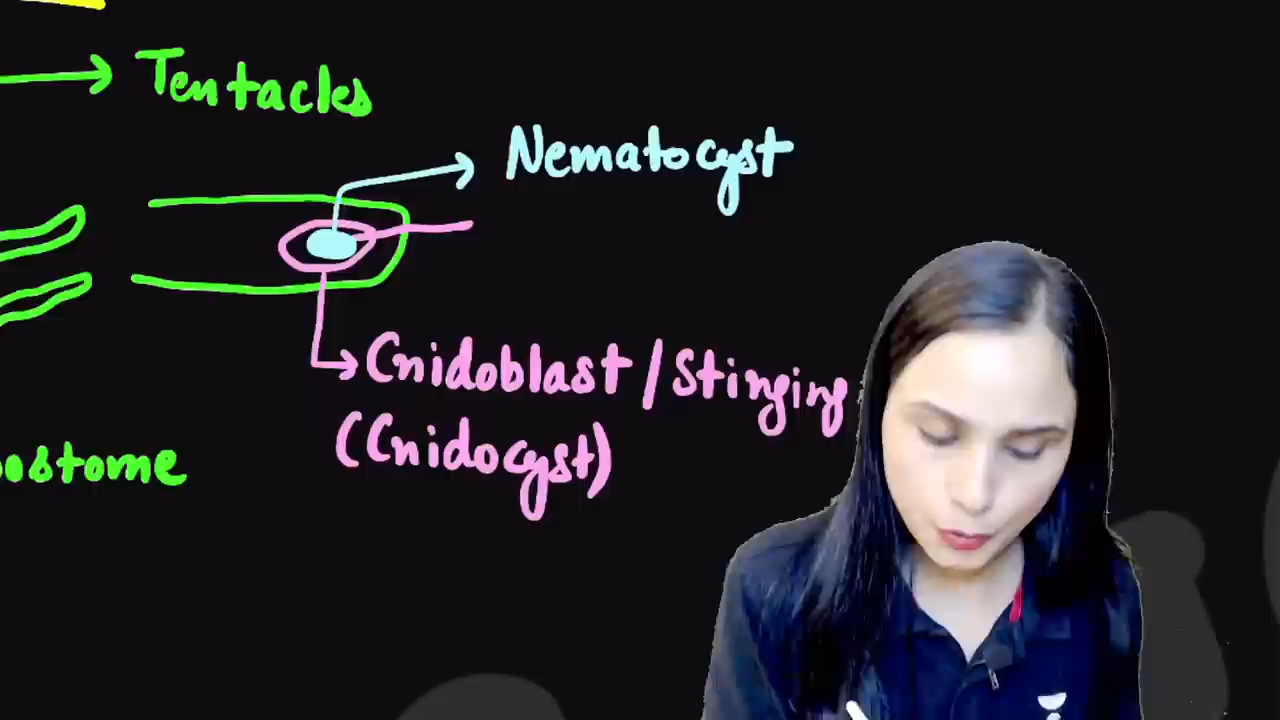 Tentacles
Nematocyst
Cnidoblast / Stinging
(Cnidocyst)
ostome